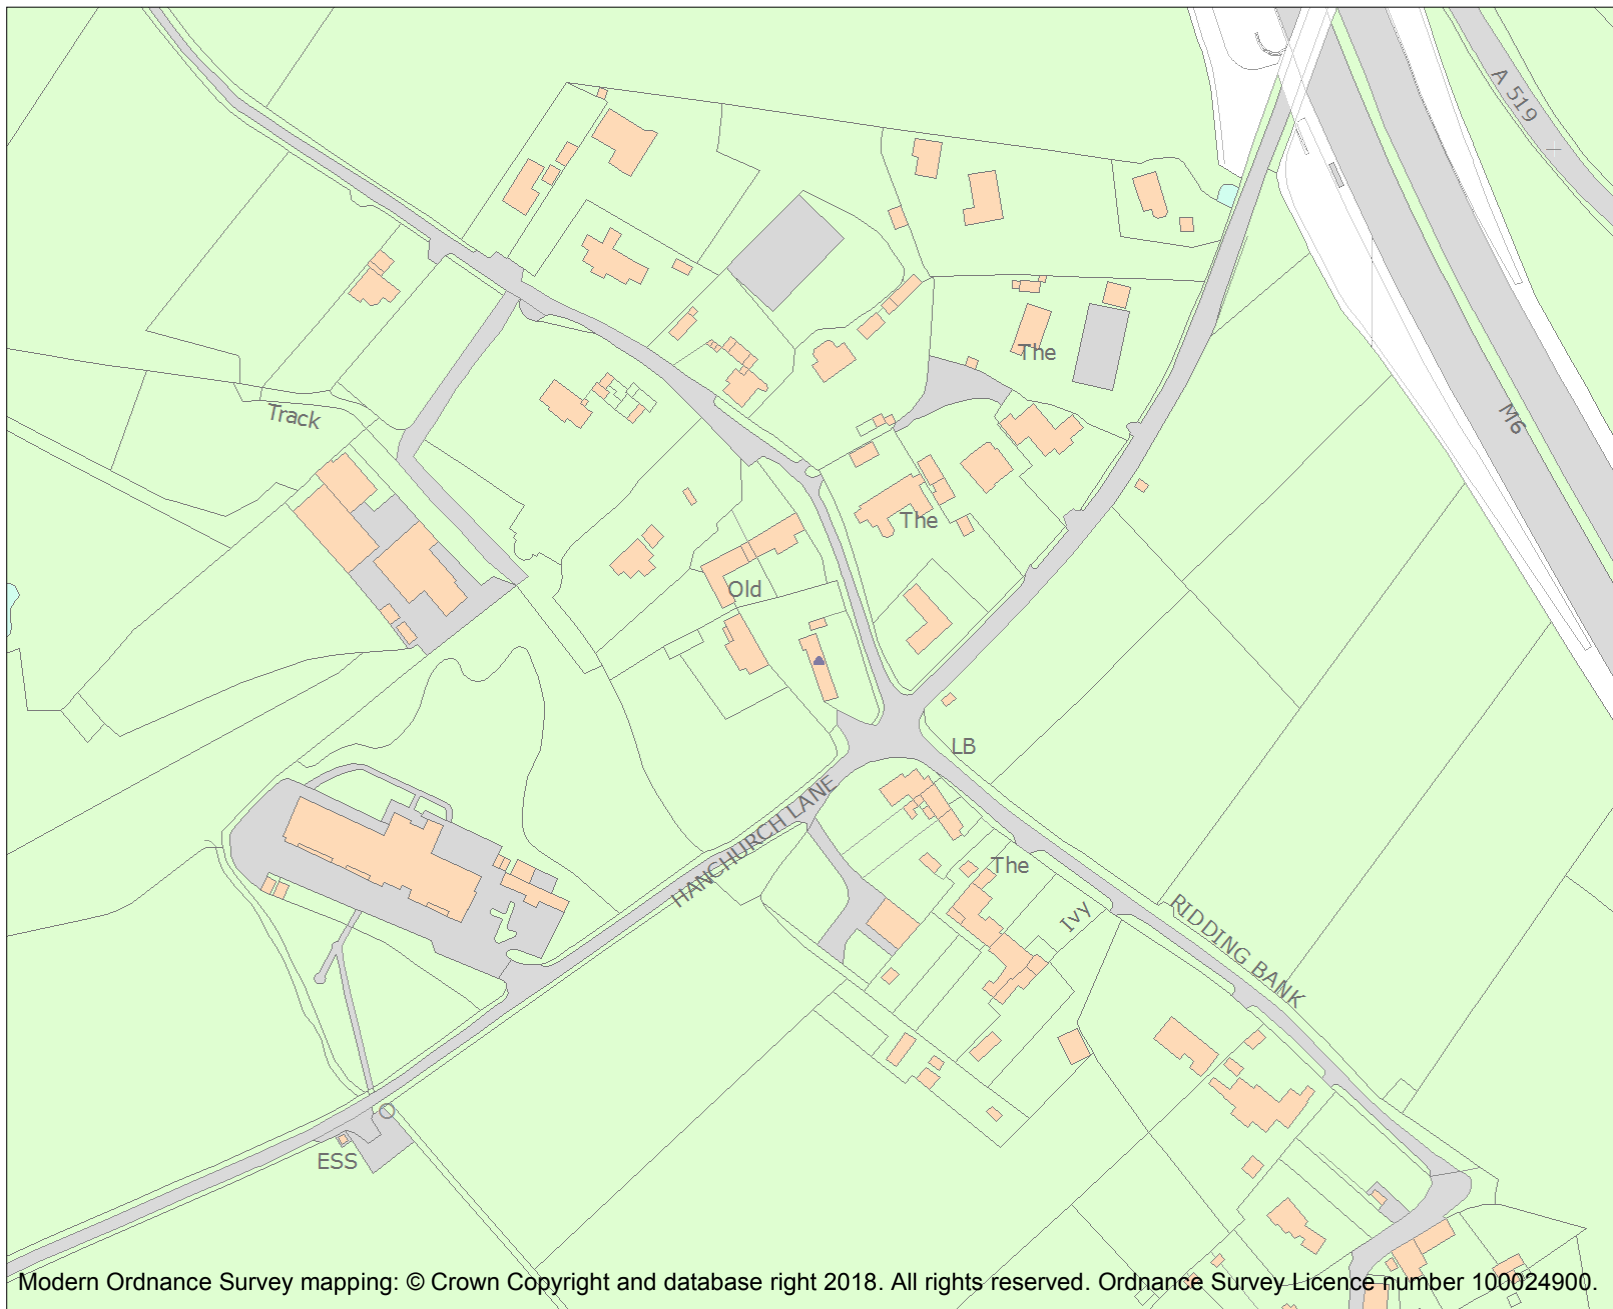 A 519
The
Track
M6
The
Old
LB
HANCHURCH LANE
The
Ivy
RIDDING BANK
ESS
Modern Ordnance Survey mapping: © Crown Copyright and database right 2018. All rights reserved. Ordnance Survey Licence number 100024900.